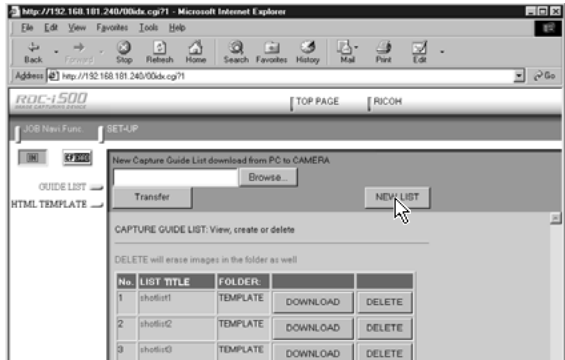 http://192.168.181.240/00idx.cgi?1 - Microsoft Internet Explorer
File Edit View Favorites Tools Help
Back Forward Stop Refresh Home Search Favorites History Mail Print Edit
Address http://192.168.181.240/00idx.cgi?1 Go
RDC-i500
IMAGE CAPTURING DEVICE
TOP PAGE RICOH
JOB Navi Func. SET-UP
IN
New Capture Guide List download from PC to CAMERA
Browse...
GUIDE LIST
Transfer NEW LIST
HTML TEMPLATE
CAPTURE GUIDE LIST: View, create or delete
DELETE will erase images in the folder as well
No. LIST TITLE FOLDER:
1 shotlist1 TEMPLATE DOWNLOAD DELETE
2 shotlist2 TEMPLATE DOWNLOAD DELETE
3 shotlist3 TEMPLATE DOWNLOAD DELETE